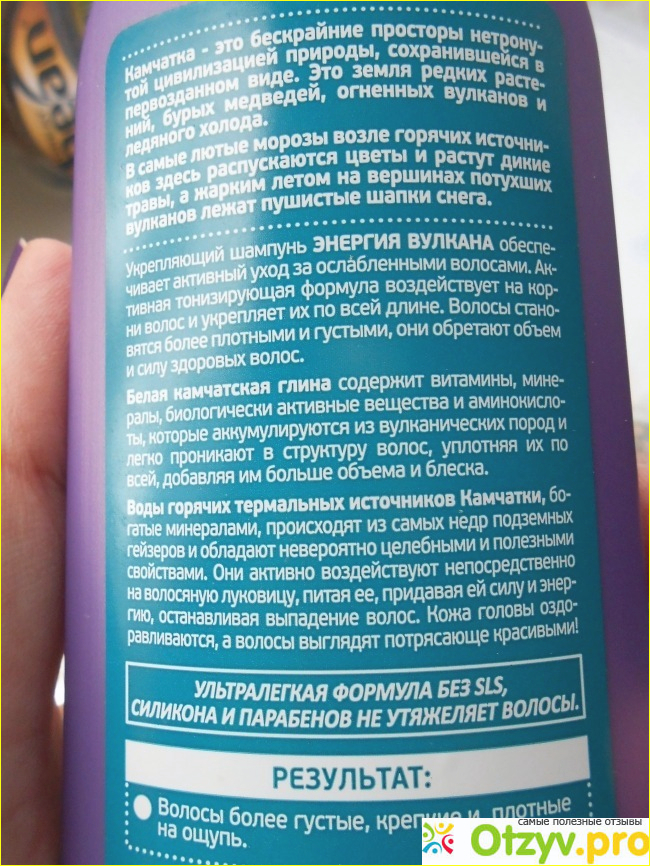 Камчатка - это бескрайние просторы нетрону-
той цивилизацией природы, сохранившейся в
первозданном виде. Это земля редких расте-
ний, бурых медведей, огненных вулканов и
ледяного холода.
В самые лютые морозы возле горячих источни-
ков здесь распускаются цветы и растут дикие
травы, а жарким летом на вершинах потухших
вулканов лежат пушистые шапки снега.
Укрепляющий шампунь ЭНЕРГИЯ ВУЛКАНА обеспе-
чивает активный уход за ослабленными волосами. Ак-
тивная тонизирующая формула воздействует на кор-
ни волос и укрепляет их по всей длине. Волосы стано-
вятся более плотными и густыми, они обретают объем
и силу здоровых волос.
Белая камчатская глина содержит витамины, мине-
ралы, биологически активные вещества и аминокисло-
ты, которые аккумулируются из вулканических пород и
легко проникают в структуру волос, уплотняя их по
всей, добавляя им больше объема и блеска.
Воды горячих термальных источников Камчатки, бо-
гатые минералами, происходят из самых недр подземных
гейзеров и обладают невероятно целебными и полезными
свойствами. Они активно воздействуют непосредственно
на волосяную луковицу, питая ее, придавая ей силу и энер-
гию, останавливая выпадение волос. Кожа головы оздо-
равливаются, а волосы выглядят потрясающе красивыми!
УЛЬТРАЛЕГКАЯ ФОРМУЛА БЕЗ SLS,
СИЛИКОНА И ПАРАБЕНОВ НЕ УТЯЖЕЛЯЕТ ВОЛОСЫ.
РЕЗУЛЬТАТ:
Волосы более густые, крепкие и плотные
на ощупь.
самые полезные отзывы
Otzyv.pro